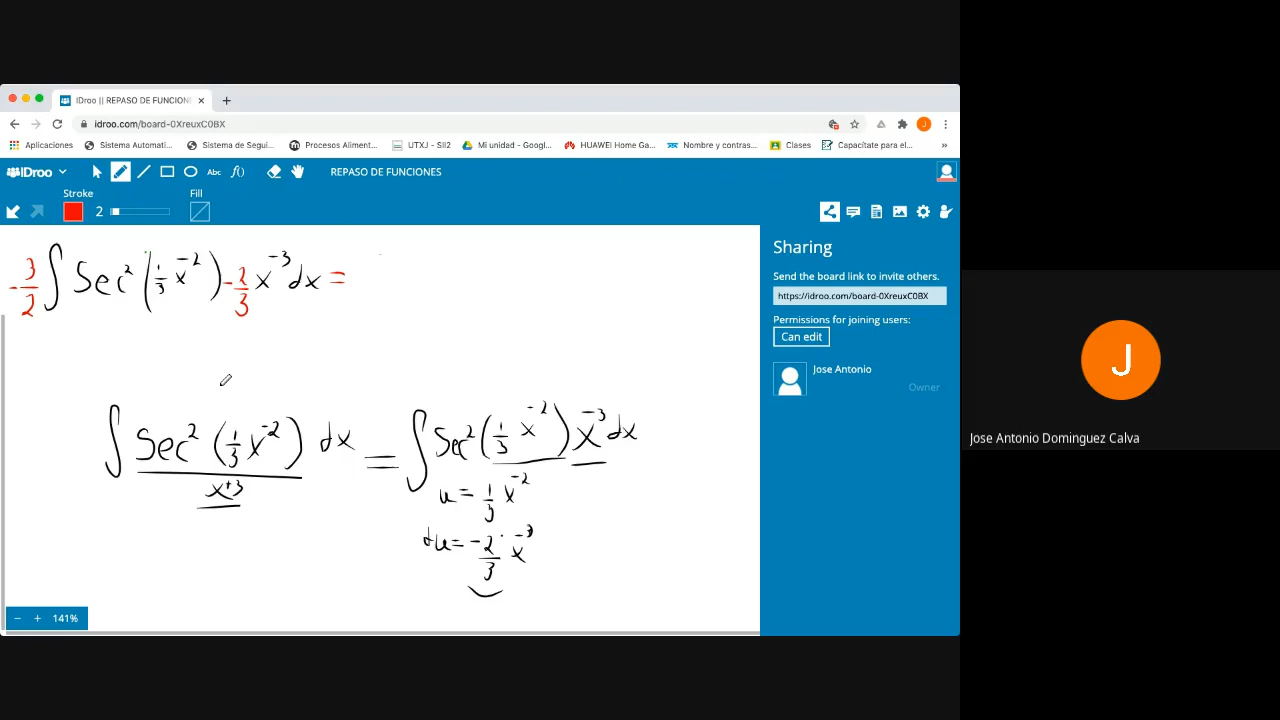 IDroo || REPASO DE FUNCIONE
idroo.com/board-0XreuxC0BX
Aplicaciones Sistema Automati... Sistema de Segui... Procesos Aliment... UTXJ - SII2 Mi unidad - Googl... HUAWEI Home Ga... Nombre y contras... Clases Capacítate para el... »
IDroo Abc f() REPASO DE FUNCIONES
Stroke Fill
2
Sharing
Send the board link to invite others.
https://idroo.com/board-0XreuxC0BX
Permissions for joining users:
Can edit
Jose Antonio
Owner
-3/2 ∫ Sec² (1/3 x⁻²) -2/3 x⁻³ dx =
∫ Sec² (1/3 x⁻²) / x⁺³ dx = ∫ Sec² (1/3 x⁻²) x⁻³ dx
u = 1/3 x⁻²
du = -2/3 · x⁻³
− + 141%
J
J
Jose Antonio Dominguez Calva